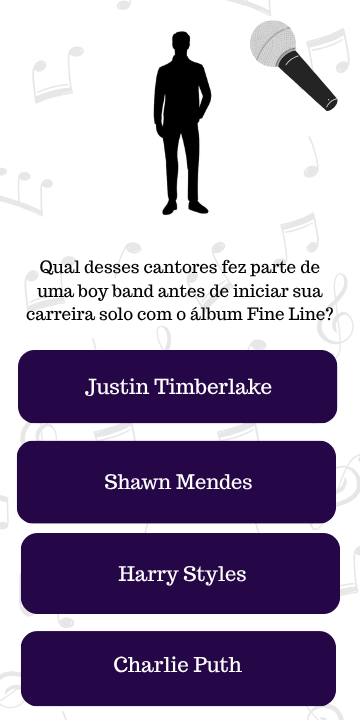 Qual desses cantores fez parte de
uma boy band antes de iniciar sua
carreira solo com o álbum Fine Line?
Justin Timberlake
Shawn Mendes
Harry Styles
Charlie Puth